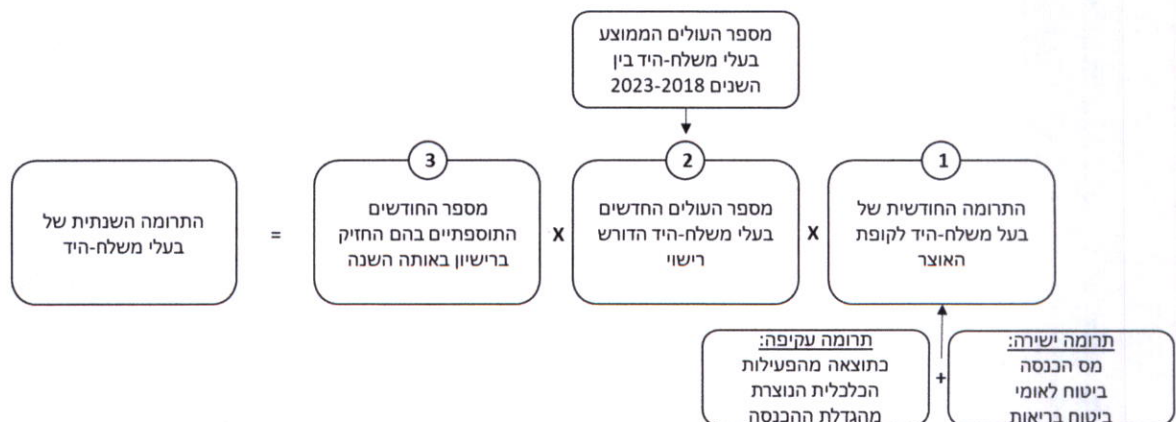 מספר העולים הממוצע
בעלי משלח-היד בין
השנים 2023-2018
1
התרומה החודשית של
בעל משלח-היד לקופת
האוצר
X
2
מספר העולים החדשים
בעלי משלח-היד הדורש
רישוי
X
3
מספר החודשים
התוספתיים בהם החזיק
ברישיון באותה השנה
=
התרומה השנתית של
בעלי משלח-היד
תרומה ישירה:
מס הכנסה
ביטוח לאומי
ביטוח בריאות
+
תרומה עקיפה:
כתוצאה מהפעילות
הכלכלית הנוצרת
מהגדלת ההכנסה